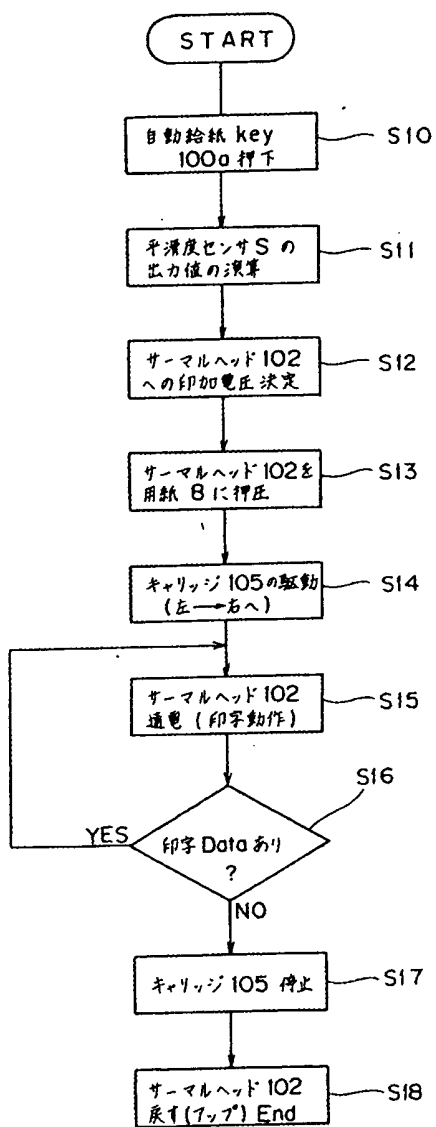 START
自動給紙 key
100a 押下
S10
平滑度センサ S の
出力値の演算
S11
サーマルヘッド 102
への印加電圧決定
S12
サーマルヘッド 102を
用紙 B に押圧
S13
キャリッジ 105 の駆動
(左→右へ)
S14
サーマルヘッド 102
通電 (印字動作)
S15
S16
印字 Data あり
?
YES
NO
キャリッジ 105 停止
S17
サーマルヘッド 102
戻す(アップ) End
S18